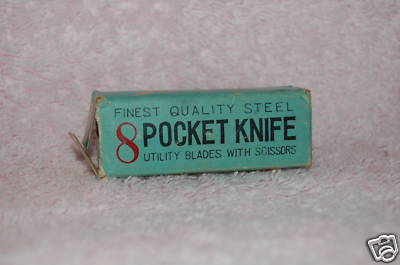 FINEST QUALITY STEEL
8 POCKET KNIFE
UTILITY BLADES WITH SCISSORS